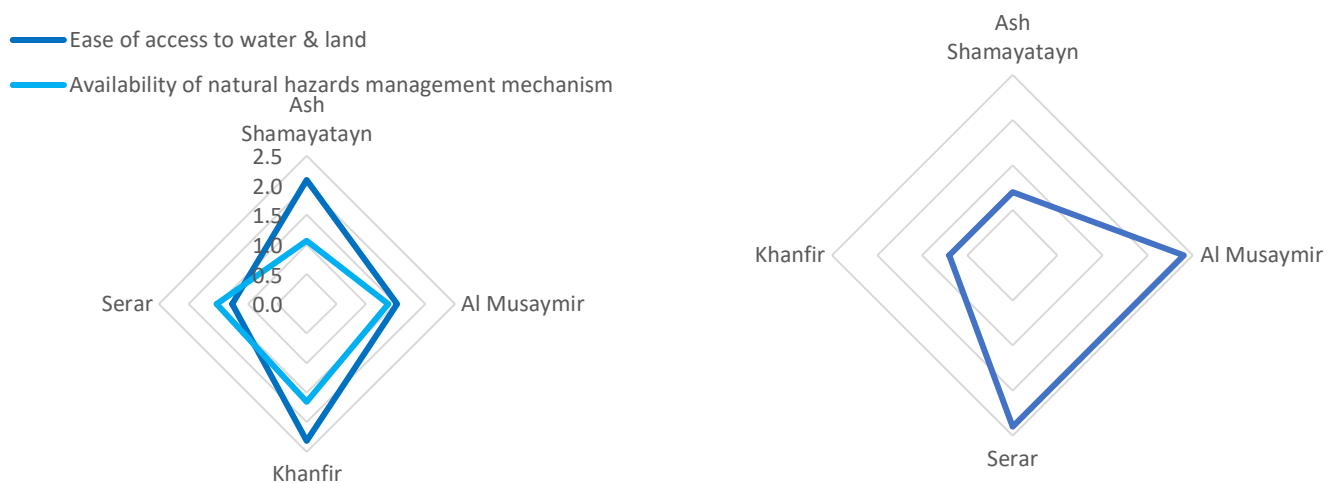 Ease of access to water & land
Availability of natural hazards management mechanism
Ash
Shamayatayn
2.5
2.0
1.5
1.0
0.5
0.0
Serar
Al Musaymir
Khanfir
Ash
Shamayatayn
Khanfir
Al Musaymir
Serar